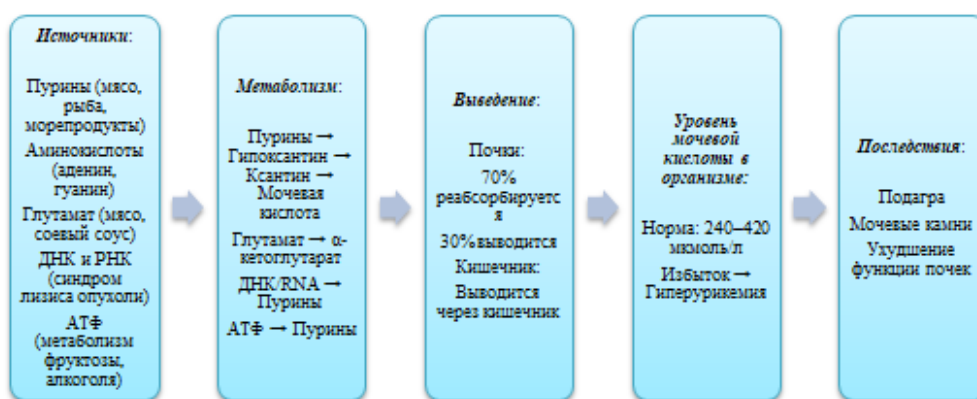 Источники:
Пурины (мясо,
рыба,
морепродукты)
Аминокислоты
(аденин,
гуанин)
Глутамат (мясо,
соевый соус)
ДНК и РНК
(синдром
лизиса опухоли)
АТФ
(метаболизм
фруктозы,
алкоголя)
Метаболизм:
Пурины →
Гипоксантин →
Ксантин →
Мочевая
кислота
Глутамат → α-
кетоглутарат
ДНК/RNA →
Пурины
АТФ → Пурины
Выведение:
Почки:
70%
реабсорбируетс
я
30%выводится
Кишечник:
Выводится
через кишечник
Уровень
мочевой
кислоты в
организме:
Норма: 240–420
мкмоль/л
Избыток →
Гиперурикемия
Последствия:
Подагра
Мочевые камни
Ухудшение
функции почек